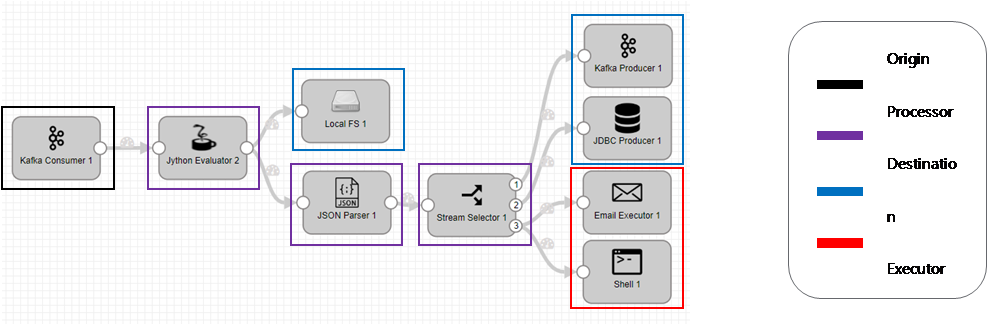 Kafka Consumer 1
Jython Evaluator 2
Local FS 1
{;}
JSON
JSON Parser 1
Stream Selector 1
1
2
3
Kafka Producer 1
JDBC Producer 1
Email Executor 1
>-
Shell 1
Origin
Processor
Destinatio
n
Executor